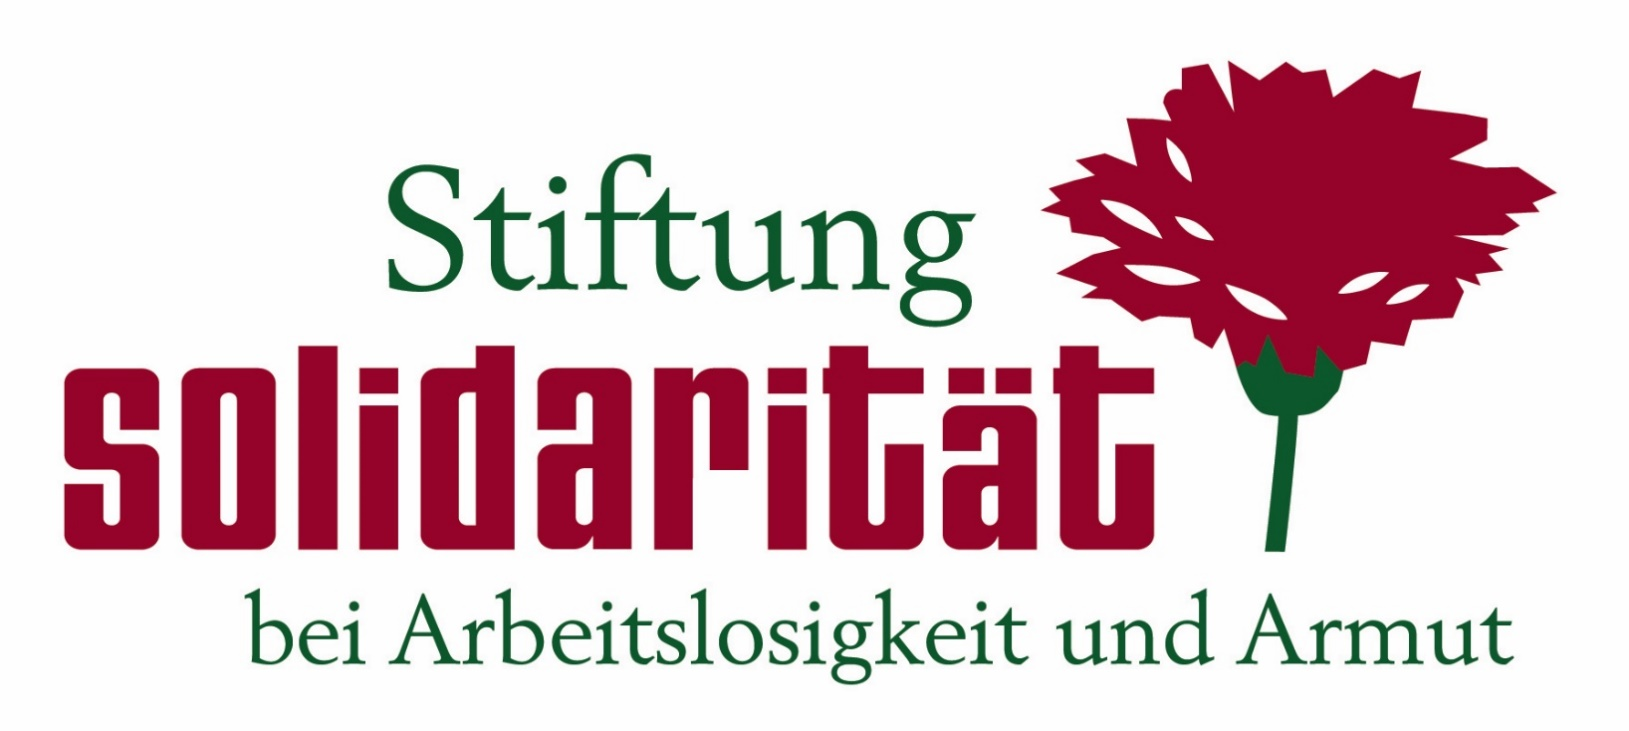 Stiftung
solidarität
bei Arbeitslosigkeit und Armut